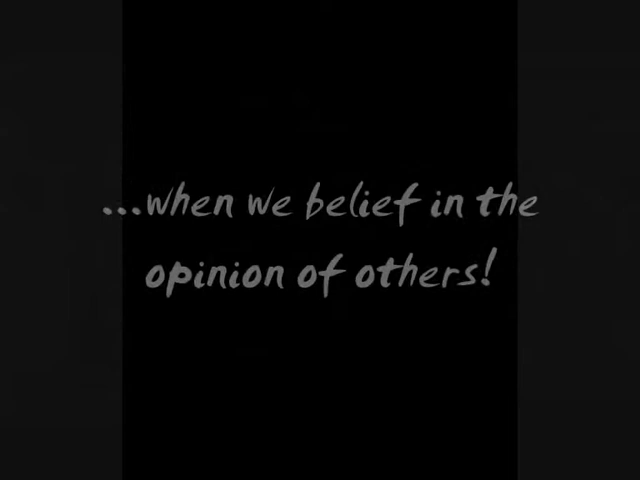 ...when we belief in the
opinion of others!